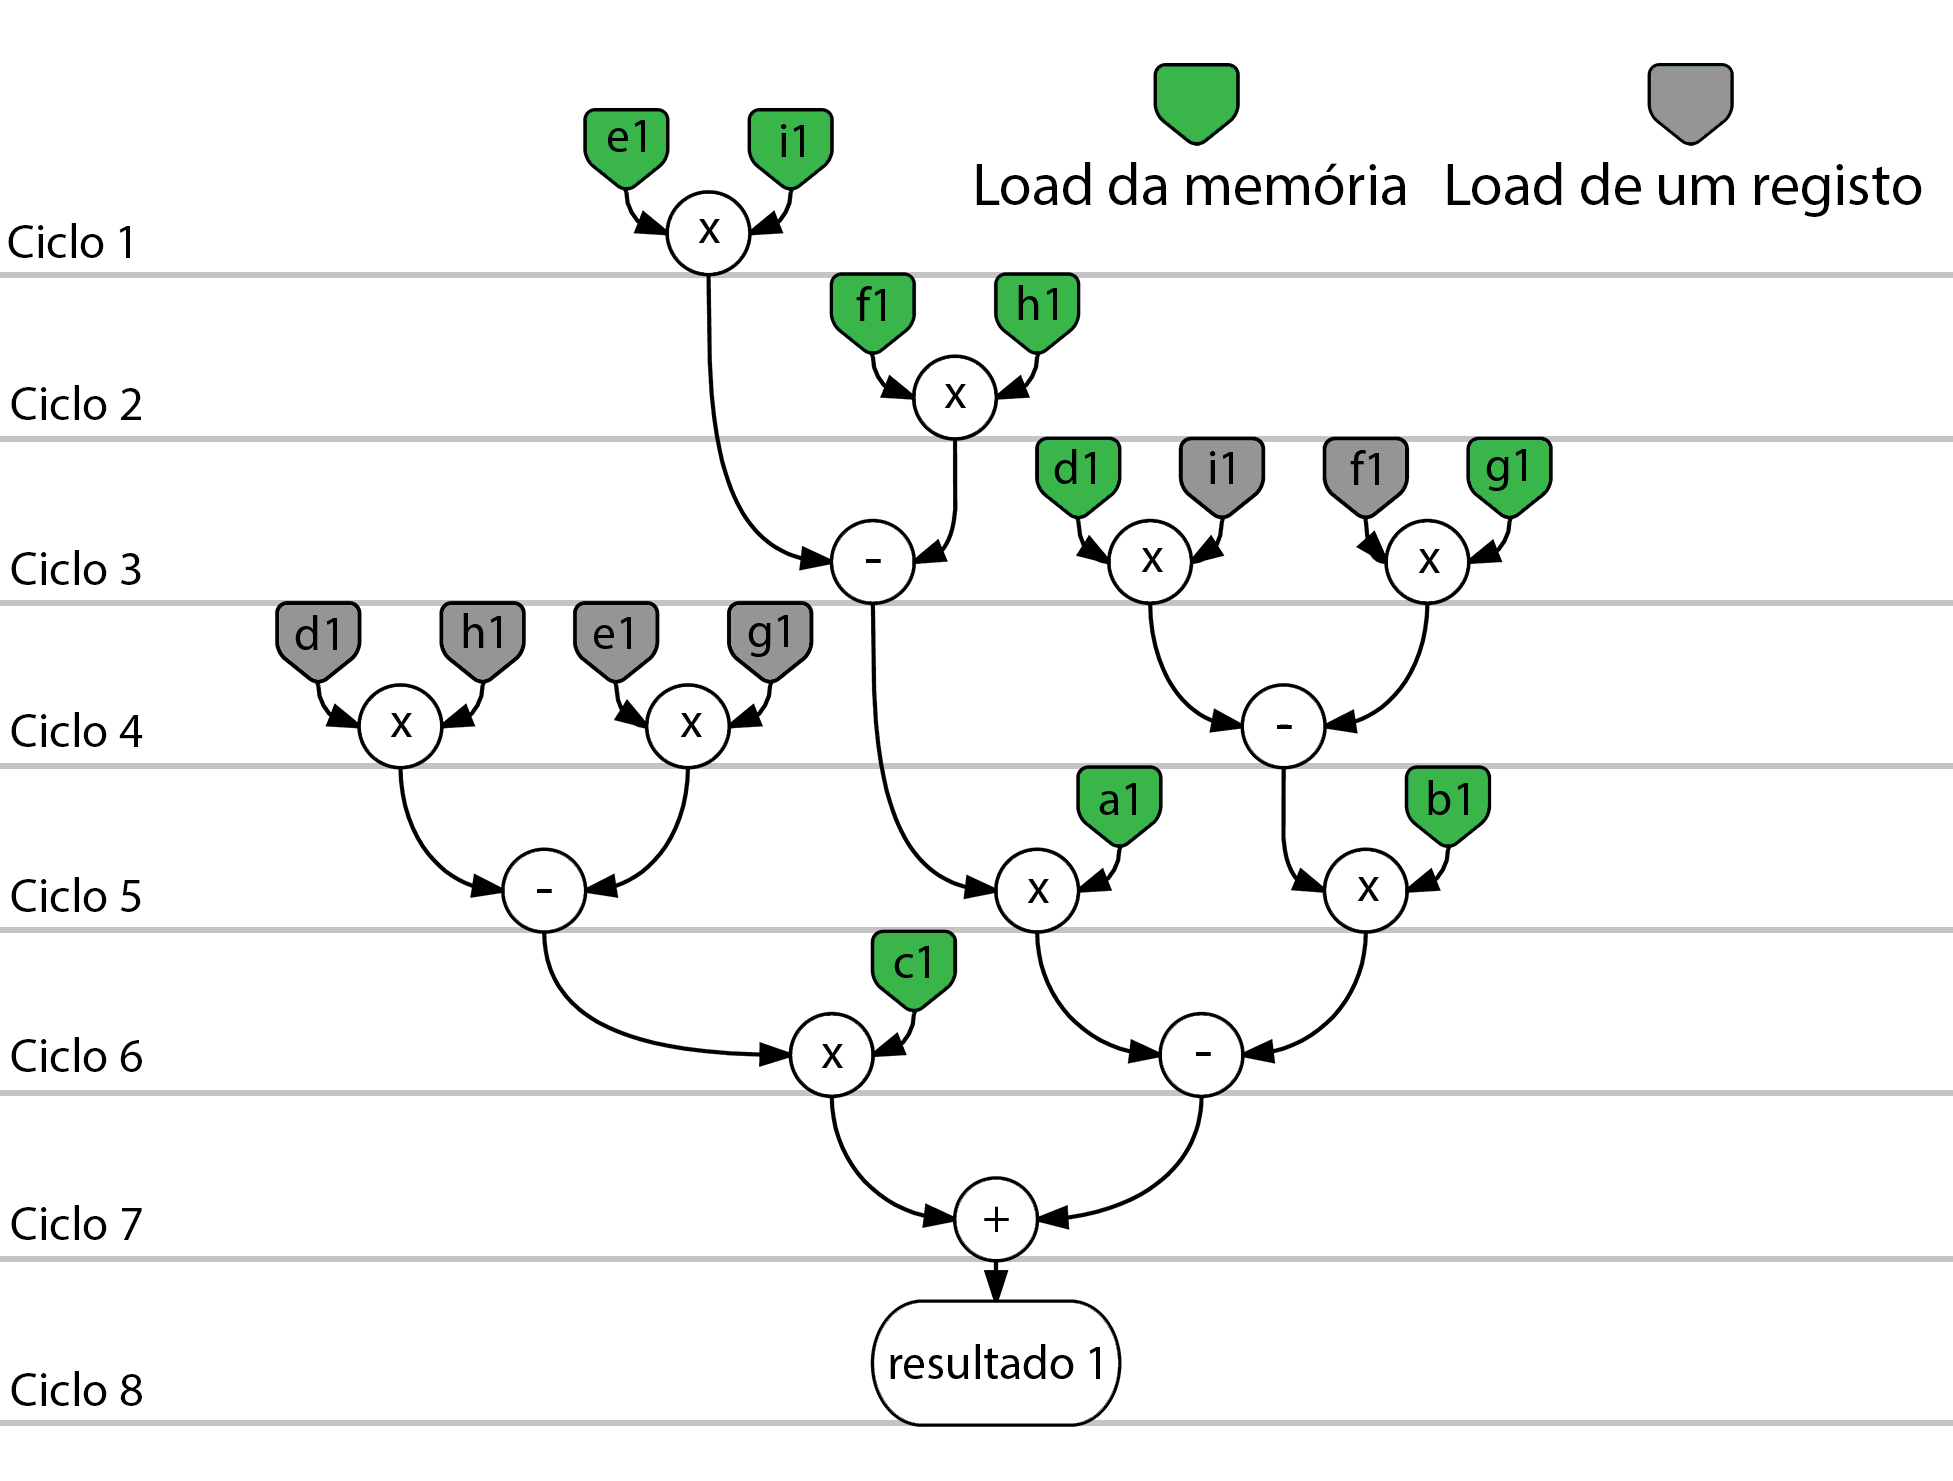 e1 i1
Load da memória Load de um registo
x
Ciclo 1
f1 h1
x
Ciclo 2
d1 i1 f1 g1
- x x
Ciclo 3
d1 h1 e1 g1
x x -
Ciclo 4
a1 b1
- x x
Ciclo 5
c1
x -
Ciclo 6
+
Ciclo 7
resultado 1
Ciclo 8